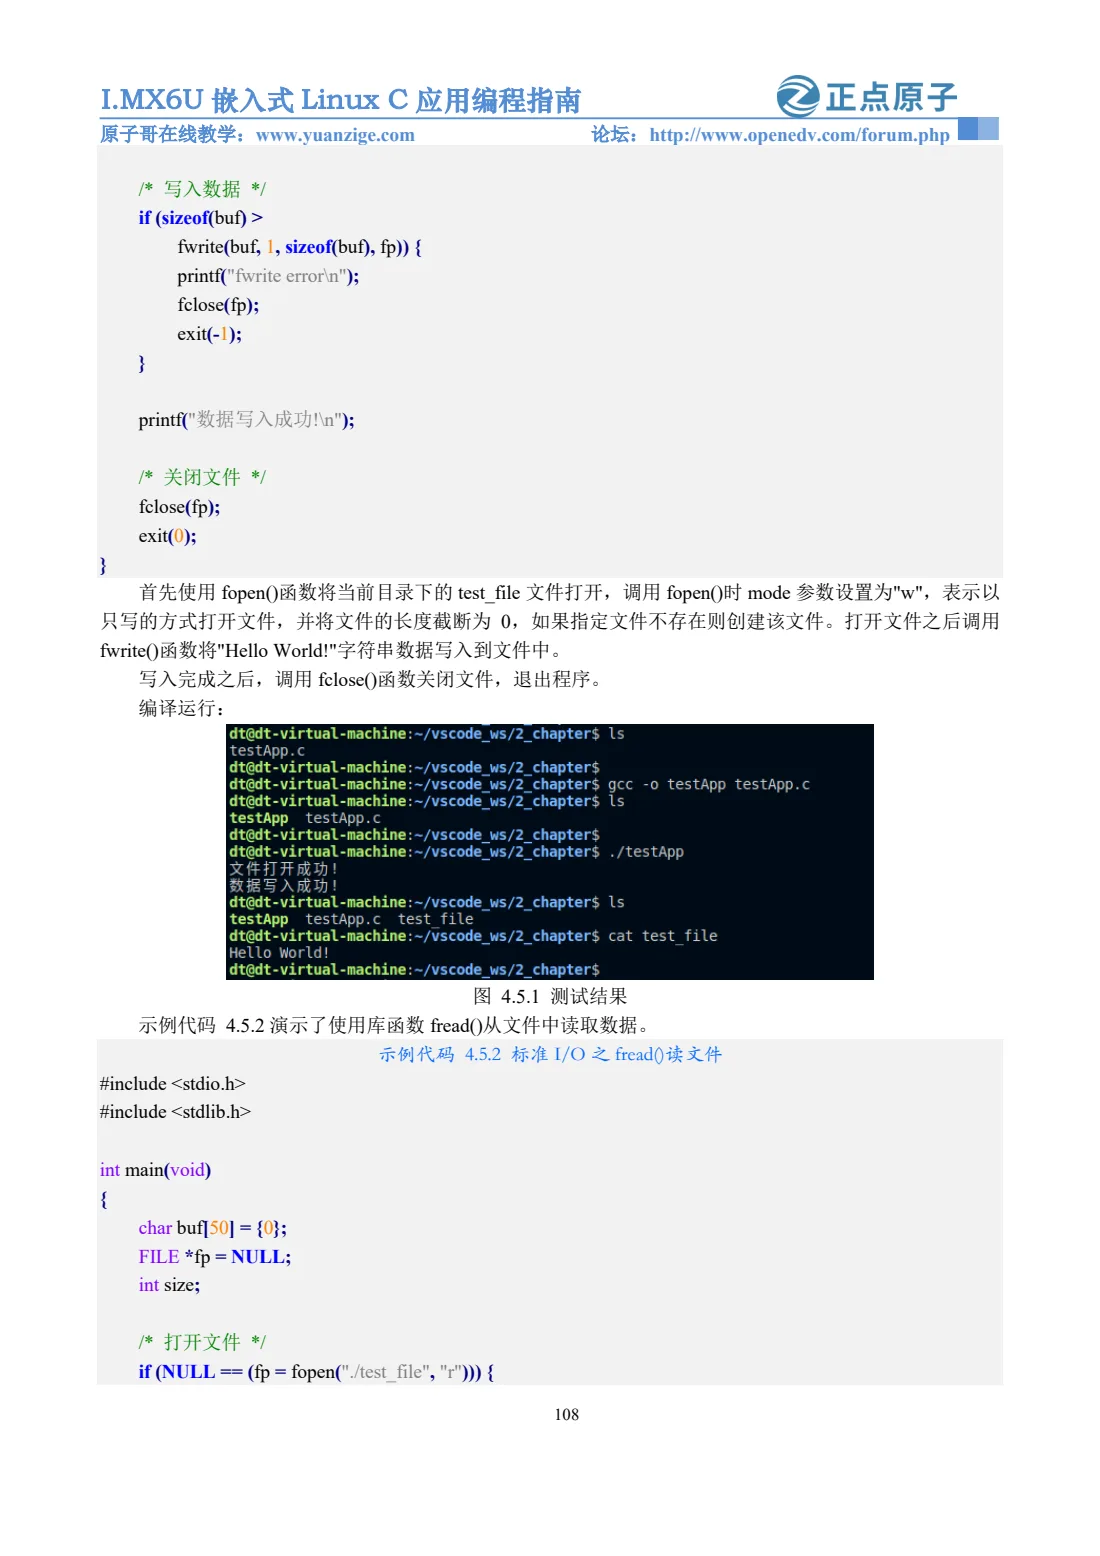 I.MX6U 嵌入式 Linux C 应用编程指南
正点原子
原子哥在线教学：www.yuanzige.com 论坛：http://www.openedv.com/forum.php
/* 写入数据 */
if (sizeof(buf) >
fwrite(buf, 1, sizeof(buf), fp)) {
printf("fwrite error\n");
fclose(fp);
exit(-1);
}
printf("数据写入成功!\n");
/* 关闭文件 */
fclose(fp);
exit(0);
}
首先使用 fopen()函数将当前目录下的 test_file 文件打开，调用 fopen()时 mode 参数设置为"w"，表示以
只写的方式打开文件，并将文件的长度截断为 0，如果指定文件不存在则创建该文件。打开文件之后调用
fwrite()函数将"Hello World!"字符串数据写入到文件中。
写入完成之后，调用 fclose()函数关闭文件，退出程序。
编译运行：
dt@dt-virtual-machine:~/vscode_ws/2_chapter$ ls
testApp.c
dt@dt-virtual-machine:~/vscode_ws/2_chapter$
dt@dt-virtual-machine:~/vscode_ws/2_chapter$ gcc -o testApp testApp.c
dt@dt-virtual-machine:~/vscode_ws/2_chapter$ ls
testApp testApp.c
dt@dt-virtual-machine:~/vscode_ws/2_chapter$
dt@dt-virtual-machine:~/vscode_ws/2_chapter$ ./testApp
文件打开成功!
数据写入成功!
dt@dt-virtual-machine:~/vscode_ws/2_chapter$ ls
testApp testApp.c test_file
dt@dt-virtual-machine:~/vscode_ws/2_chapter$ cat test_file
Hello World!
dt@dt-virtual-machine:~/vscode_ws/2_chapter$
图 4.5.1 测试结果
示例代码 4.5.2 演示了使用库函数 fread()从文件中读取数据。
示例代码 4.5.2 标准 I/O 之 fread()读文件
#include <stdio.h>
#include <stdlib.h>
int main(void)
{
char buf[50] = {0};
FILE *fp = NULL;
int size;
/* 打开文件 */
if (NULL == (fp = fopen("./test_file", "r"))) {
108